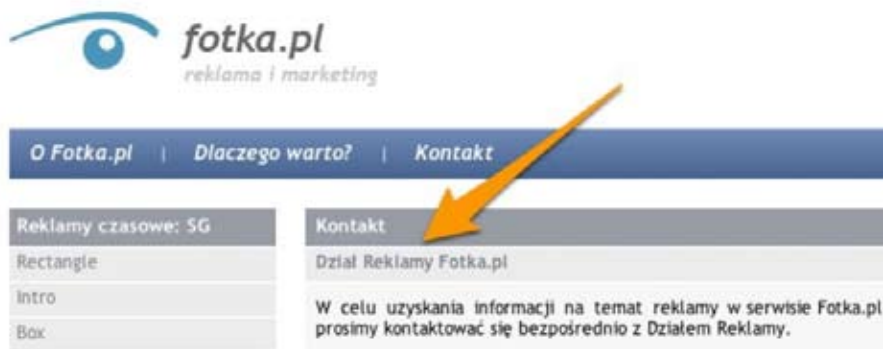 fotka.pl
reklama i marketing
O Fotka.pl | Dlaczego warto? | Kontakt
Reklamy czasowe: SG
Rectangle
Intro
Box
Kontakt
Dział Reklamy Fotka.pl
W celu uzyskania informacji na temat reklamy w serwisie Fotka.pl
prosimy kontaktować się bezpośrednio z Działem Reklamy.